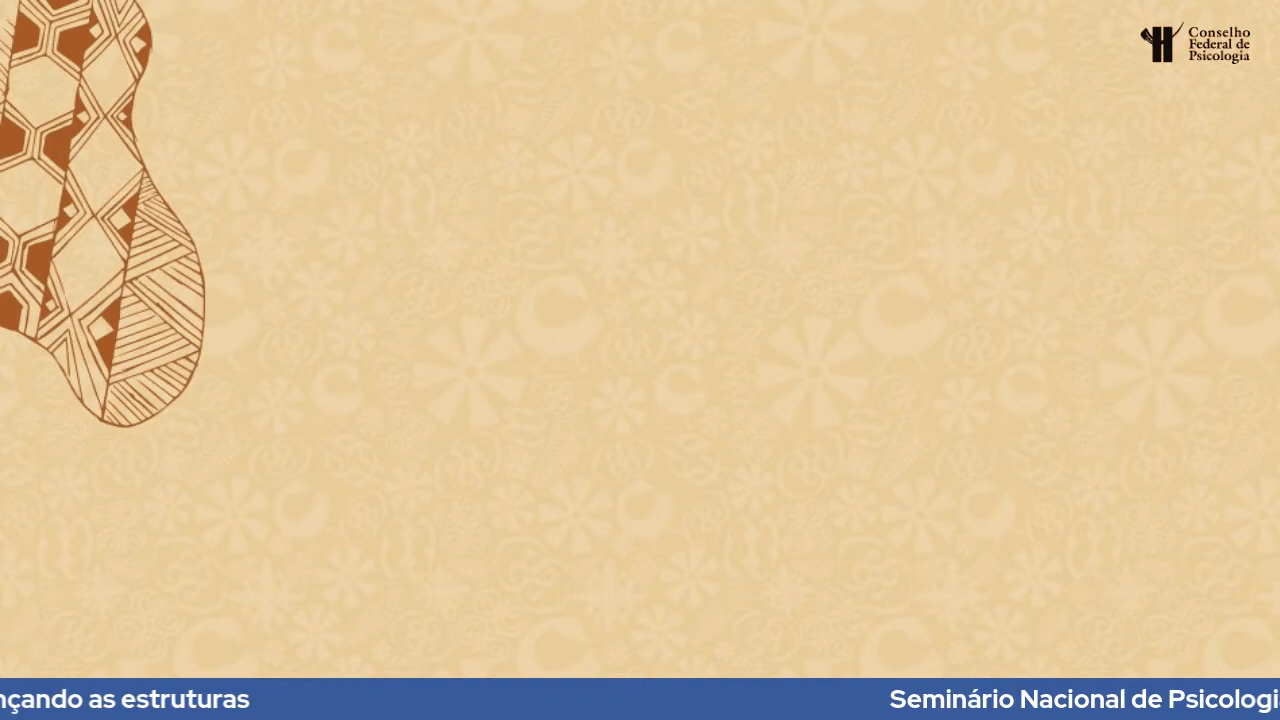 Conselho
Federal de
Psicologia
nçando as estruturas
Seminário Nacional de Psicologi